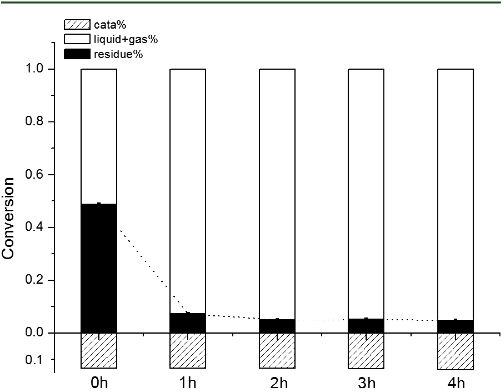 cata%
liquid+gas%
residue%
1.0
0.8
0.6
0.4
0.2
0.0
0.1
Conversion
0h
1h
2h
3h
4h